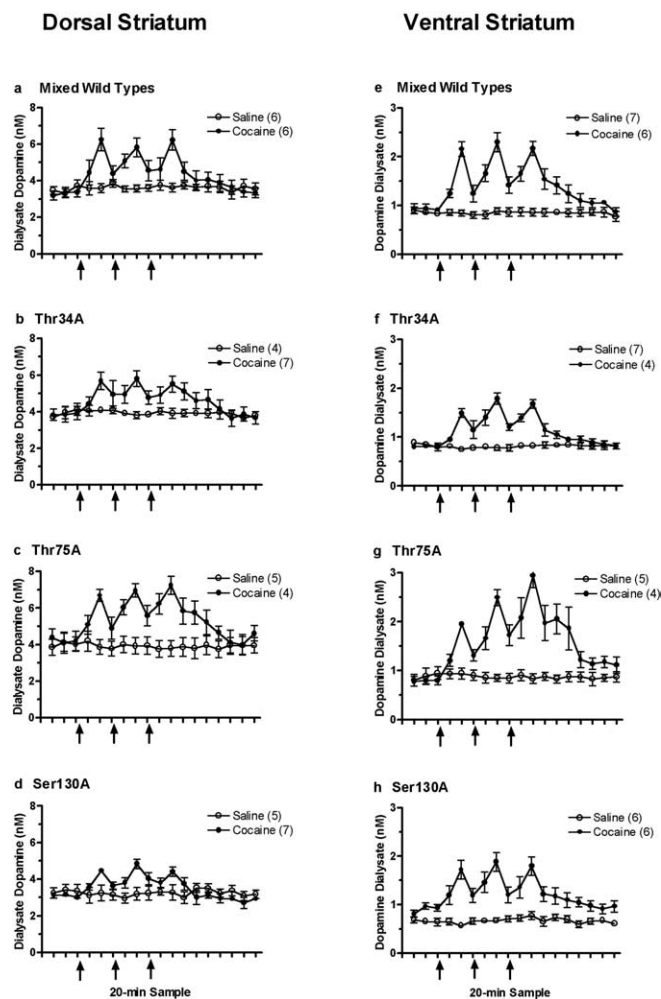 Dorsal Striatum
Ventral Striatum
a Mixed Wild Types
Saline (6)
Cocaine (6)
Dialysate Dopamine (nM)
8
6
4
2
0
e Mixed Wild Types
Saline (7)
Cocaine (6)
Dopamine Dialysate (nM)
3
2
1
0
b Thr34A
Saline (4)
Cocaine (7)
Dialysate Dopamine (nM)
8
6
4
2
0
f Thr34A
Saline (7)
Cocaine (4)
Dopamine Dialysate (nM)
3
2
1
0
c Thr75A
Saline (5)
Cocaine (4)
Dialysate Dopamine (nM)
8
6
4
2
0
g Thr75A
Saline (5)
Cocaine (4)
Dopamine Dialysate (nM)
3
2
1
0
d Ser130A
Saline (5)
Cocaine (7)
Dialysate Dopamine (nM)
8
6
4
2
0
20-min Sample
h Ser130A
Saline (6)
Cocaine (6)
Dopamine Dialysate (nM)
3
2
1
0
20-min Sample